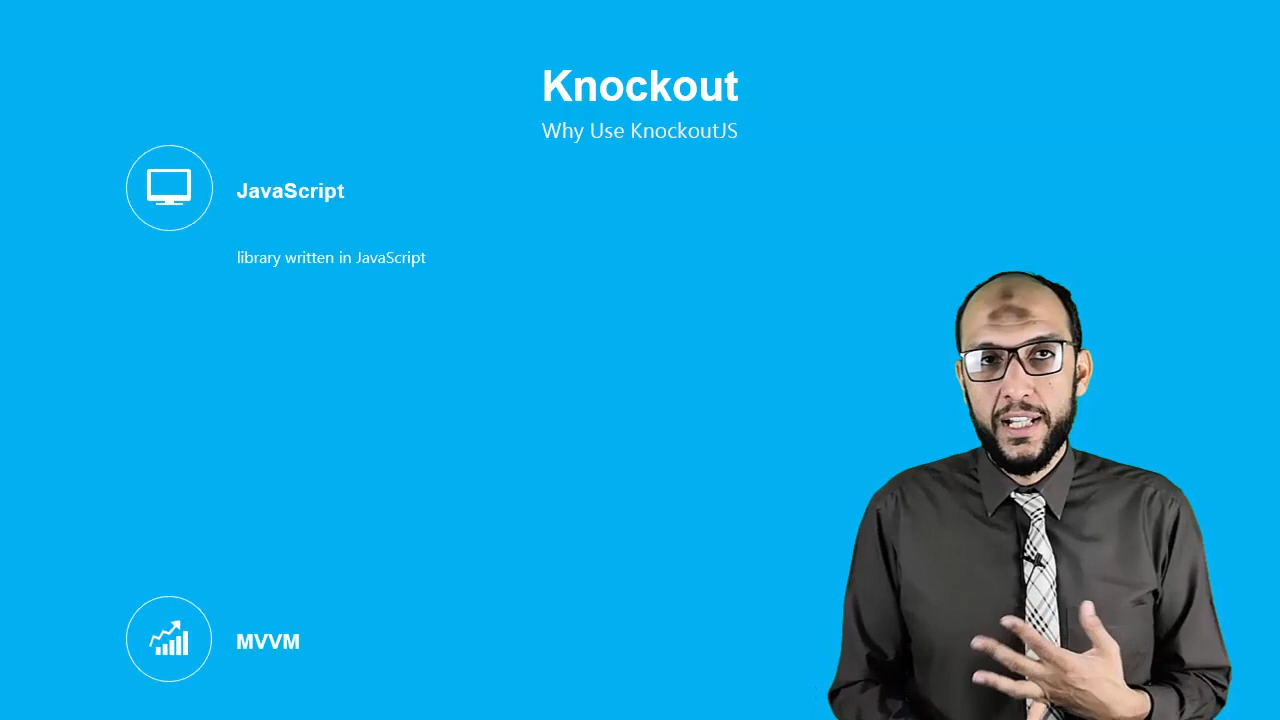 Knockout
Why Use KnockoutJS
JavaScript
library written in JavaScript
MVVM